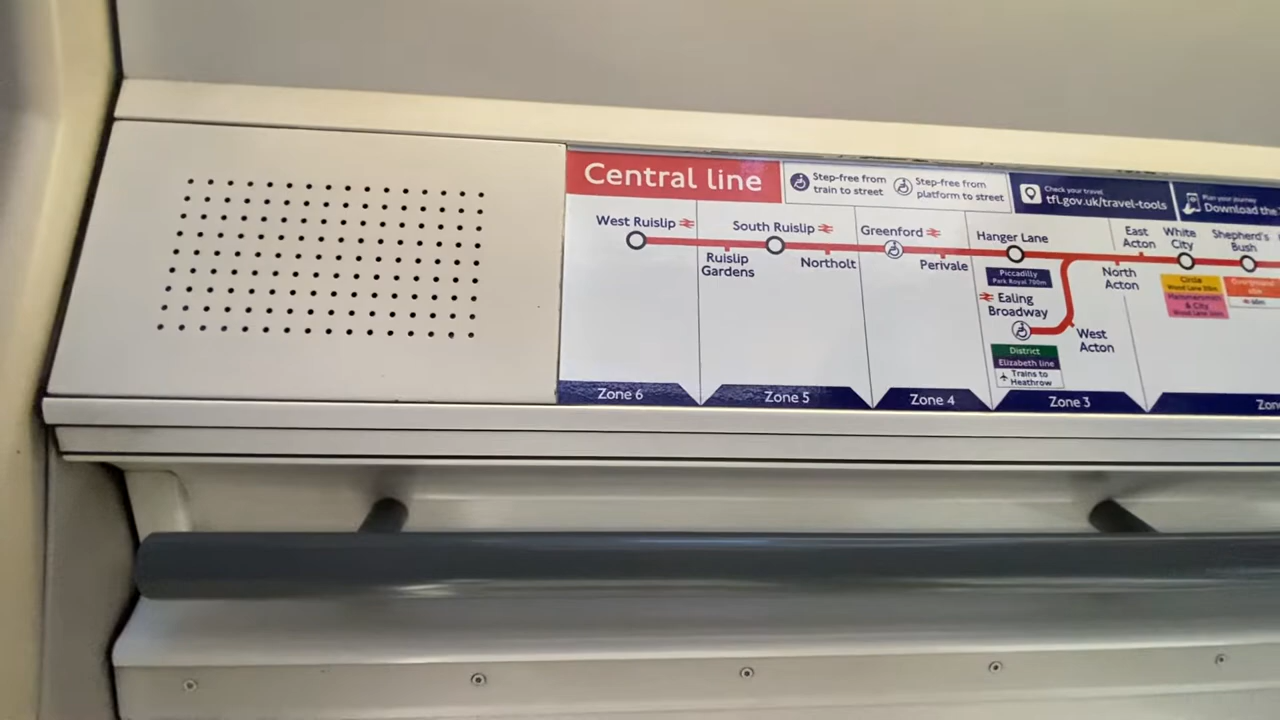 Central line
Step-free from
train to street
Step-free from
platform to street
Check your travel
tfl.gov.uk/travel-tools
Plan your journey
Download the
West Ruislip
Ruislip
Gardens
South Ruislip
Northolt
Greenford
Perivale
Hanger Lane
Piccadilly
Park Royal 700m
Ealing
Broadway
District
Elizabeth line
Trains to
Heathrow
West
Acton
North
Acton
East
Acton
White
City
Circle
Wood Lane
Hammersmith
& City
Wood Lane
Shepherd's
Bush
Overground
Zone 6
Zone 5
Zone 4
Zone 3